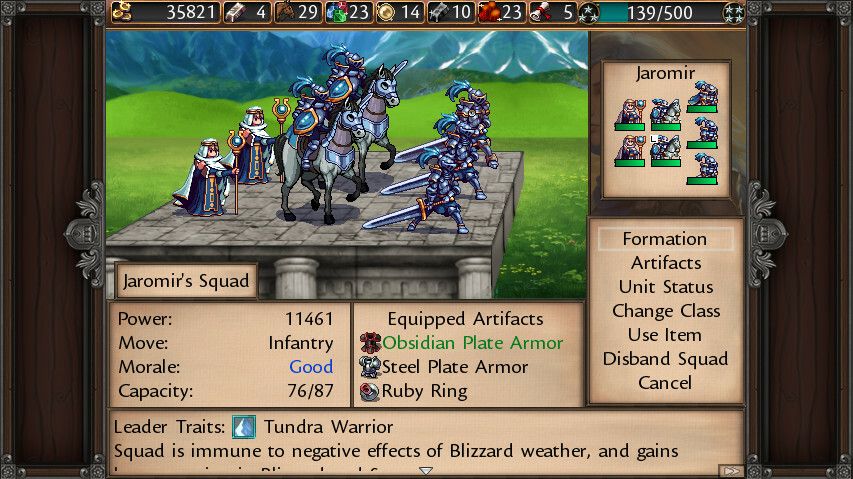 35821 4 29 23 14 10 23 5 139/500
Jaromir
Jaromir's Squad
Formation
Artifacts
Unit Status
Change Class
Use Item
Disband Squad
Cancel
Power: 11461
Move: Infantry
Morale: Good
Capacity: 76/87
Equipped Artifacts
Obsidian Plate Armor
Steel Plate Armor
Ruby Ring
Leader Traits: Tundra Warrior
Squad is immune to negative effects of Blizzard weather, and gains